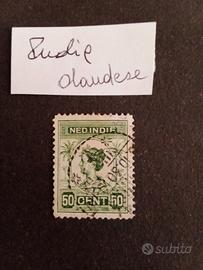 Indie
olandese
NED. INDIE
50 CENT 50
subito